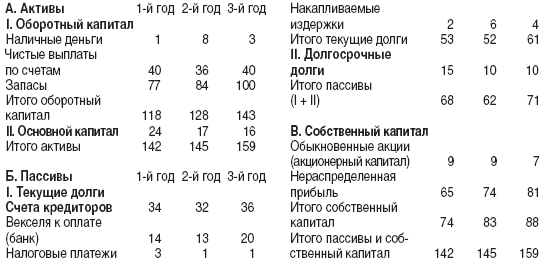 А. Активы 1-й год 2-й год 3-й год
I. Оборотный капитал
Наличные деньги 1 8 3
Чистые выплаты
по счетам 40 36 40
Запасы 77 84 100
Итого оборотный
капитал 118 128 143
II. Основной капитал 24 17 16
Итого активы 142 145 159
Б. Пассивы 1-й год 2-й год 3-й год
I. Текущие долги
Счета кредиторов 34 32 36
Векселя к оплате
(банк) 14 13 20
Налоговые платежи 3 1 1
Накапливаемые
издержки 2 6 4
Итого текущие долги 53 52 61
II. Долгосрочные
долги 15 10 10
Итого пассивы
(I + II) 68 62 71
В. Собственный капитал
Обыкновенные акции
(акционерный капитал) 9 9 7
Нераспределенная
прибыль 65 74 81
Итого собственный
капитал 74 83 88
Итого пассивы и соб-
ственный капитал 142 145 159